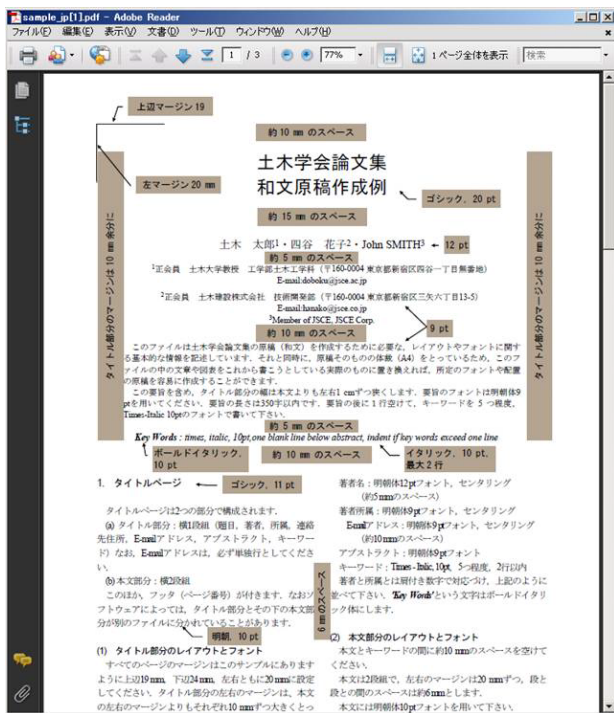 sample_jp[1].pdf - Adobe Reader
ファイル(F) 編集(E) 表示(V) 文書(D) ツール(T) ウィンドウ(W) ヘルプ(H)
1 / 3 77% 1 ページ全体を表示 検索
上辺マージン 19
約 10 mm のスペース
土木学会論文集
和文原稿作成例
左マージン 20 mm
ゴシック, 20 pt
約 15 mm のスペース
タイトル部分のマージンは 10 mm 余分に
タイトル部分のマージンは 10 mm 余分に
土木 太郎1・四谷 花子2・John SMITH3
12 pt
約 5 mm のスペース
1正会員 土木大学教授 工学部土木工学科(〒160-0004 東京都新宿区四谷一丁目無番地)
E-mail:doboku@jsce.ac.jp
2正会員 土木建設株式会社 技術開発部(〒160-0004 東京都新宿区三矢六丁目13-5)
E-mail:hanako@jsce.co.jp
3Member of JSCE, JSCE Corp.
9 pt
約 10 mm のスペース
このファイルは土木学会論文集の原稿(和文)を作成するために必要な,レイアウトやフォントに関す
る基本的な情報を記述しています.それと同時に,原稿そのものの体裁(A4)をとっているため,このフ
ァイルの中の文章や図表をこれから書こうとしている実際のものに置き換えれば,所定のフォントや配置
の原稿を容易に作成することができます.
この要旨を含め,タイトル部分の幅は本文よりも左右1 cmずつ狭くします.要旨のフォントは明朝体9
ptを用いてください.要旨の長さは350字以内です.要旨の後に1行空けて,キーワードを 5 つ程度,
Times-Italic 10ptのフォントで書いて下さい.
約 5 mm のスペース
Key Words : times, italic, 10pt,one blank line below abstract, indent if key words exceed one line
ボールドイタリック,
10 pt
約 10 mm のスペース
イタリック, 10 pt,
最大 2 行
1. タイトルページ
ゴシック, 11 pt
タイトルページは2つの部分で構成されます.
(a) タイトル部分:横1段組(題目,著者,所属,連絡
先住所,E-mailアドレス,アブストラクト,キーワー
ド)なお,E-mailアドレスは,必ず単独行としてくださ
い.
(b) 本文部分:横2段組
このほか,フッタ(ページ番号)が付きます.なおソ
フトウェアによっては,タイトル部分とその下の本文部
分が別のファイルに分かれていることがあります.
明朝, 10 pt
(1) タイトル部分のレイアウトとフォント
すべてのページのマージンはこのサンプルにあります
ように上辺19 mm,下辺24 mm,左右ともに20 mmに設定
してください.タイトル部分の左右のマージンは,本文
の左右のマージンよりもそれぞれ10 mmずつ大きくとっ
6 mm のスペース
著者名:明朝体12 ptフォント,センタリング
(約5 mmのスペース)
著者所属:明朝体9 ptフォント,センタリング
E-mailアドレス:明朝体9 ptフォント,センタリング
(約10 mmのスペース)
アブストラクト:明朝体9 ptフォント
キーワード:Times - Italic, 10pt, 5つ程度,2行以内
著者と所属とは肩付き数字で対応づけ,上記のように
並べて下さい.'Key Words'という文字はボールドイタリ
ック体にします.
(2) 本文部分のレイアウトとフォント
本文とキーワードの間に約10 mmのスペースを空けて
ください.
本文は2段組で,左右のマージンは20 mmずつ,段と
段との間のスペースは約6 mmとします.
本文には明朝体10 ptフォントを用いて下さい.